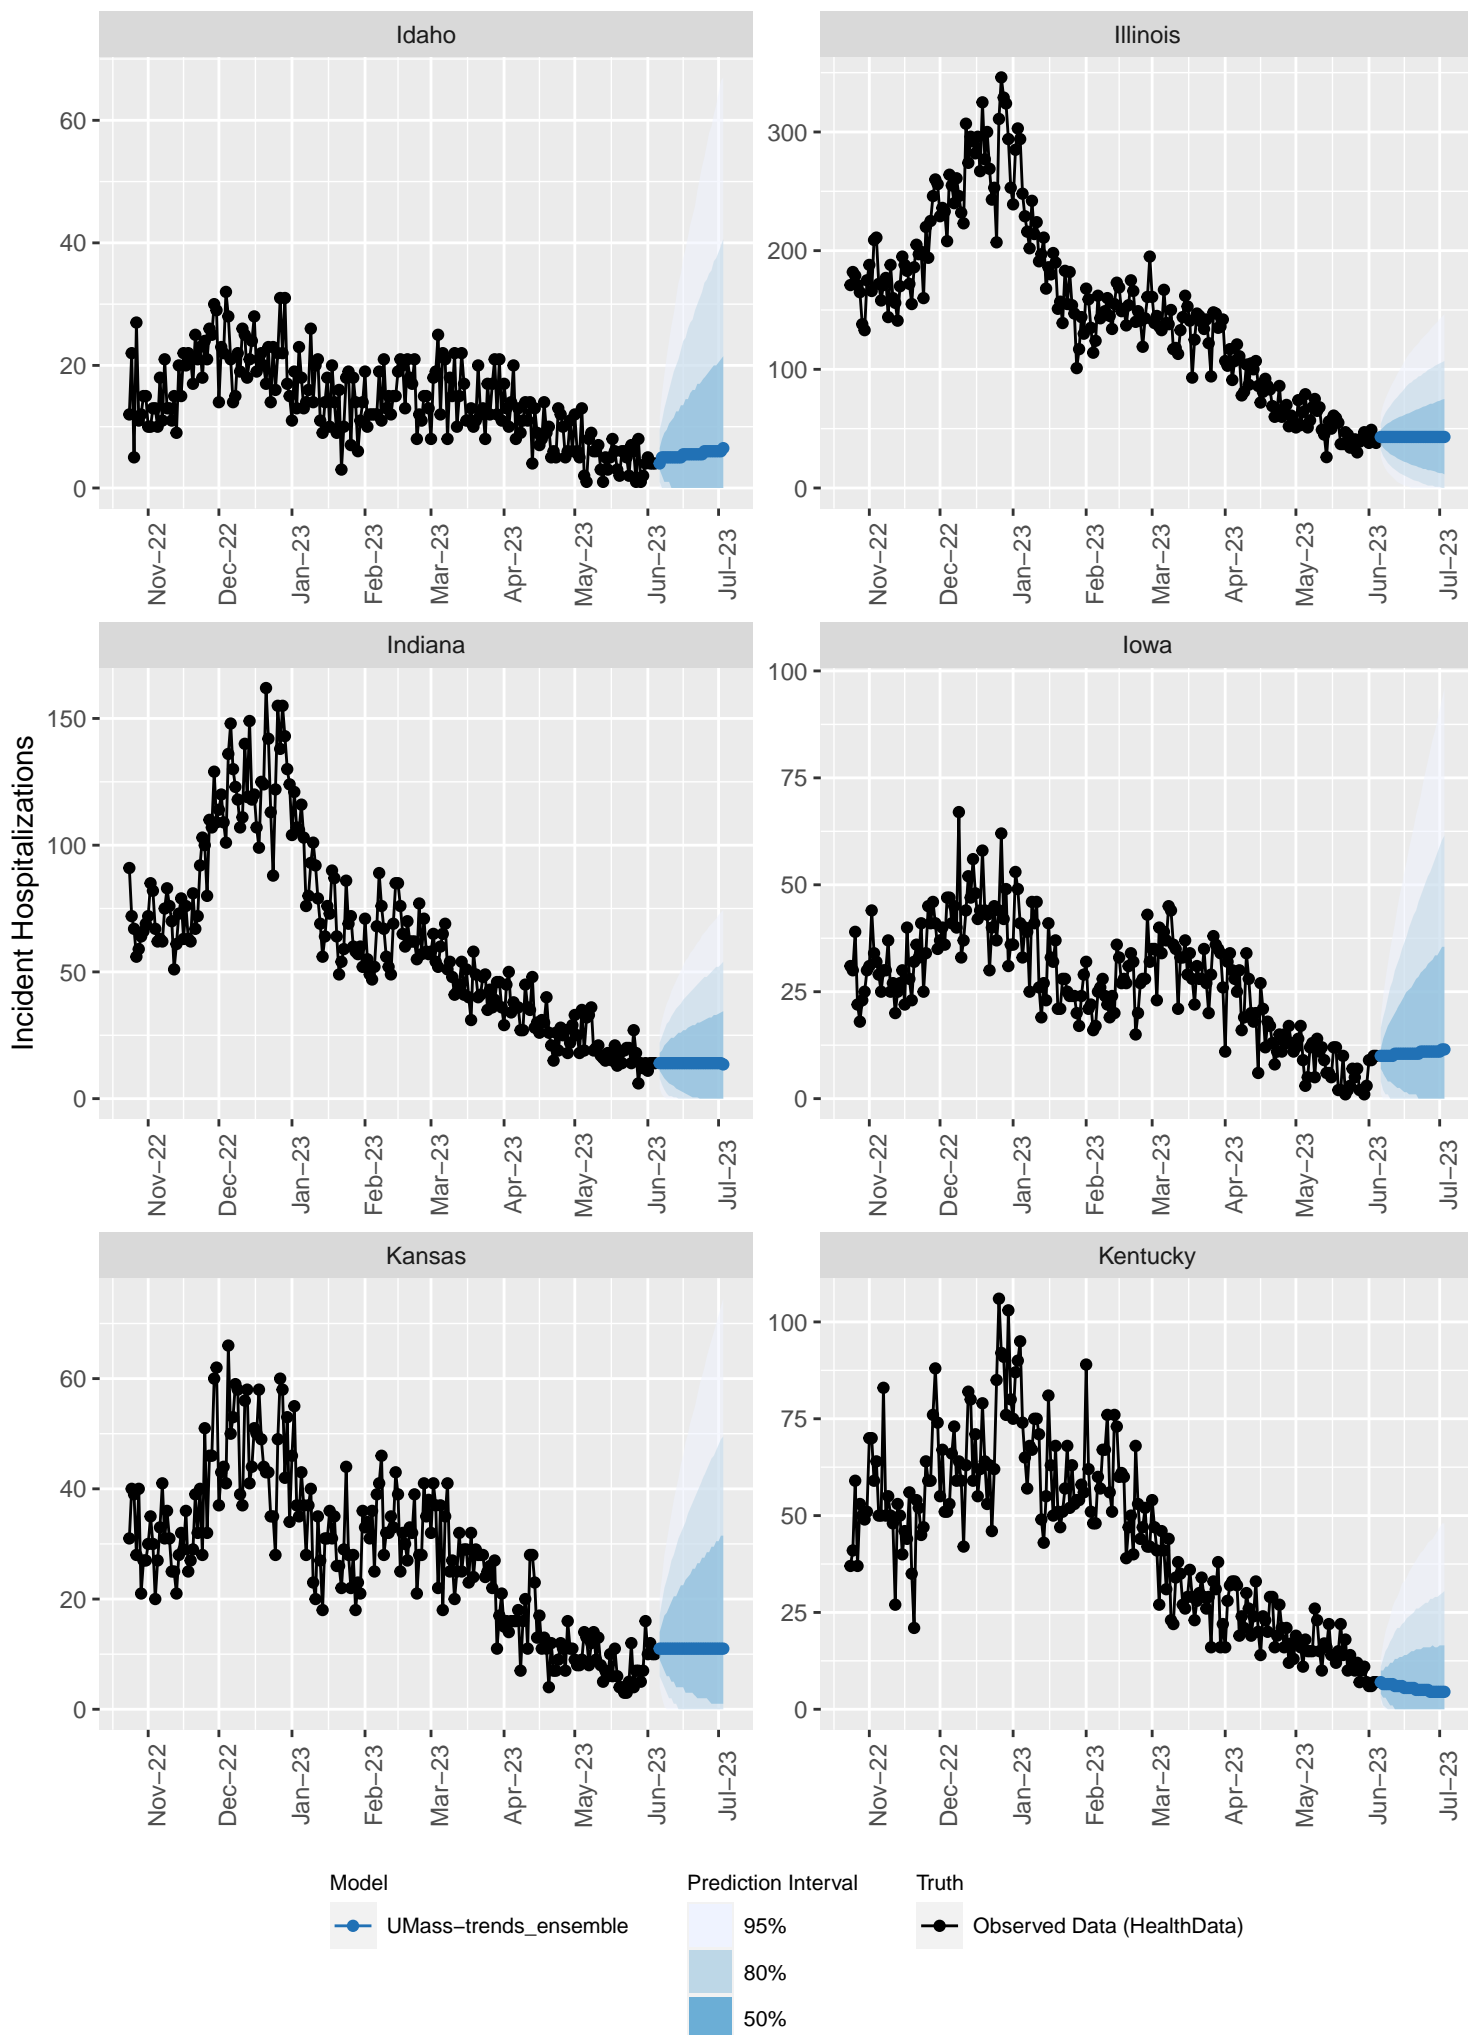 Idaho
Illinois
60
40
20
0
300
200
100
0
Nov−22 Dec−22 Jan−23 Feb−23 Mar−23 Apr−23 May−23 Jun−23 Jul−23
Nov−22 Dec−22 Jan−23 Feb−23 Mar−23 Apr−23 May−23 Jun−23 Jul−23
Incident Hospitalizations
Indiana
Iowa
150
100
50
0
100
75
50
25
0
Nov−22 Dec−22 Jan−23 Feb−23 Mar−23 Apr−23 May−23 Jun−23 Jul−23
Nov−22 Dec−22 Jan−23 Feb−23 Mar−23 Apr−23 May−23 Jun−23 Jul−23
Kansas
Kentucky
60
40
20
0
100
75
50
25
0
Nov−22 Dec−22 Jan−23 Feb−23 Mar−23 Apr−23 May−23 Jun−23 Jul−23
Nov−22 Dec−22 Jan−23 Feb−23 Mar−23 Apr−23 May−23 Jun−23 Jul−23
Model
UMass−trends_ensemble
Prediction Interval
95%
80%
50%
Truth
Observed Data (HealthData)